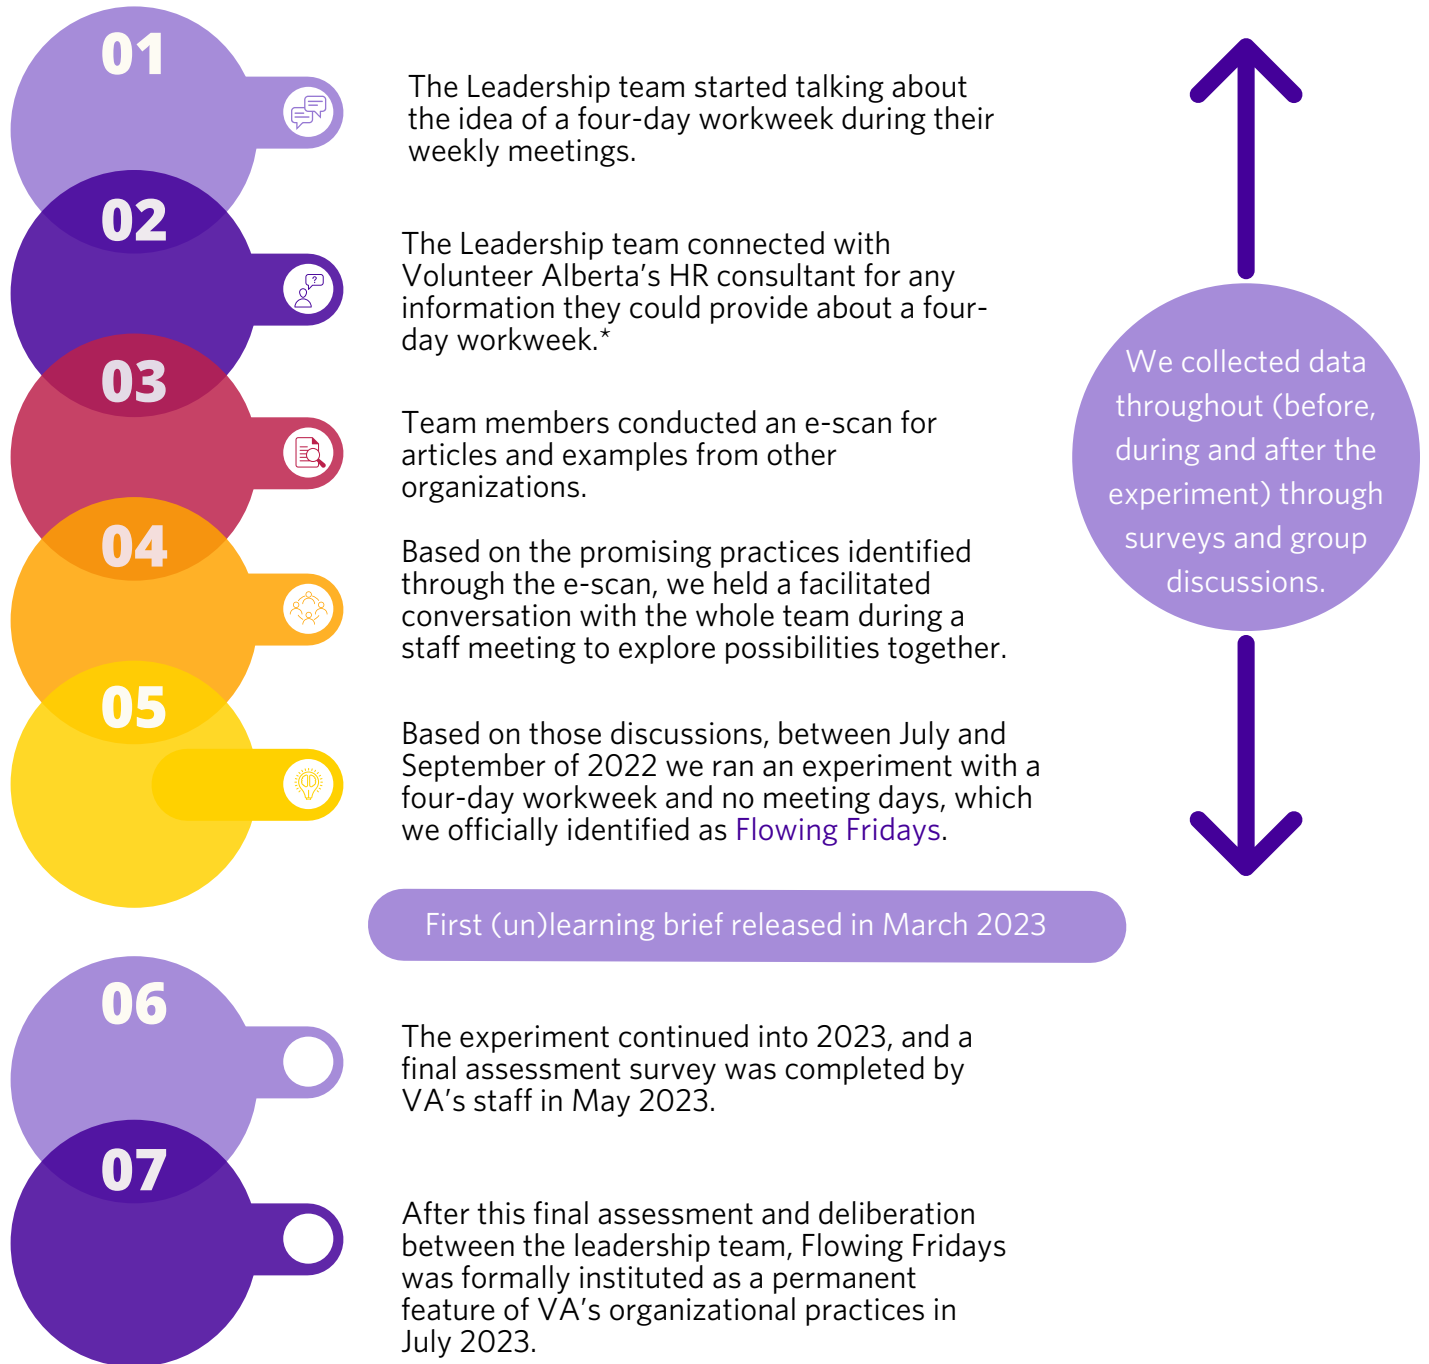 01
The Leadership team started talking about
the idea of a four-day workweek during their
weekly meetings.
02
The Leadership team connected with
Volunteer Alberta's HR consultant for any
information they could provide about a four-
day workweek.*
?
03
Team members conducted an e-scan for
articles and examples from other
organizations.
04
Based on the promising practices identified
through the e-scan, we held a facilitated
conversation with the whole team during a
staff meeting to explore possibilities together.
05
Based on those discussions, between July and
September of 2022 we ran an experiment with a
four-day workweek and no meeting days, which
we officially identified as Flowing Fridays.
We collected data
throughout (before,
during and after the
experiment) through
surveys and group
discussions.
First (un)learning brief released in March 2023
06
The experiment continued into 2023, and a
final assessment survey was completed by
VA's staff in May 2023.
07
After this final assessment and deliberation
between the leadership team, Flowing Fridays
was formally instituted as a permanent
feature of VA's organizational practices in
July 2023.